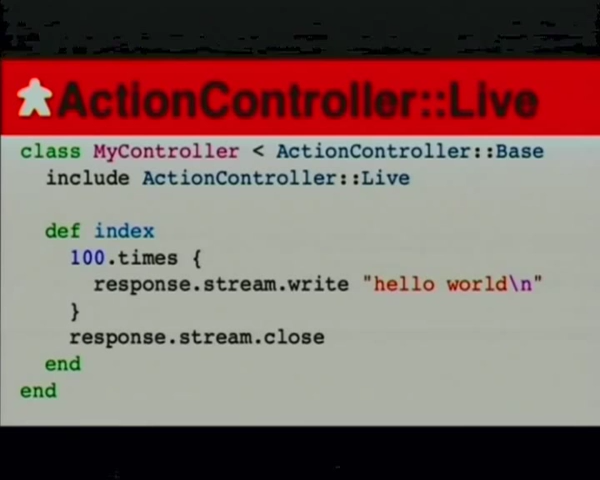 ActionController::Live
class MyController < ActionController::Base
  include ActionController::Live

  def index
    100.times {
      response.stream.write "hello world\n"
    }
    response.stream.close
  end
end